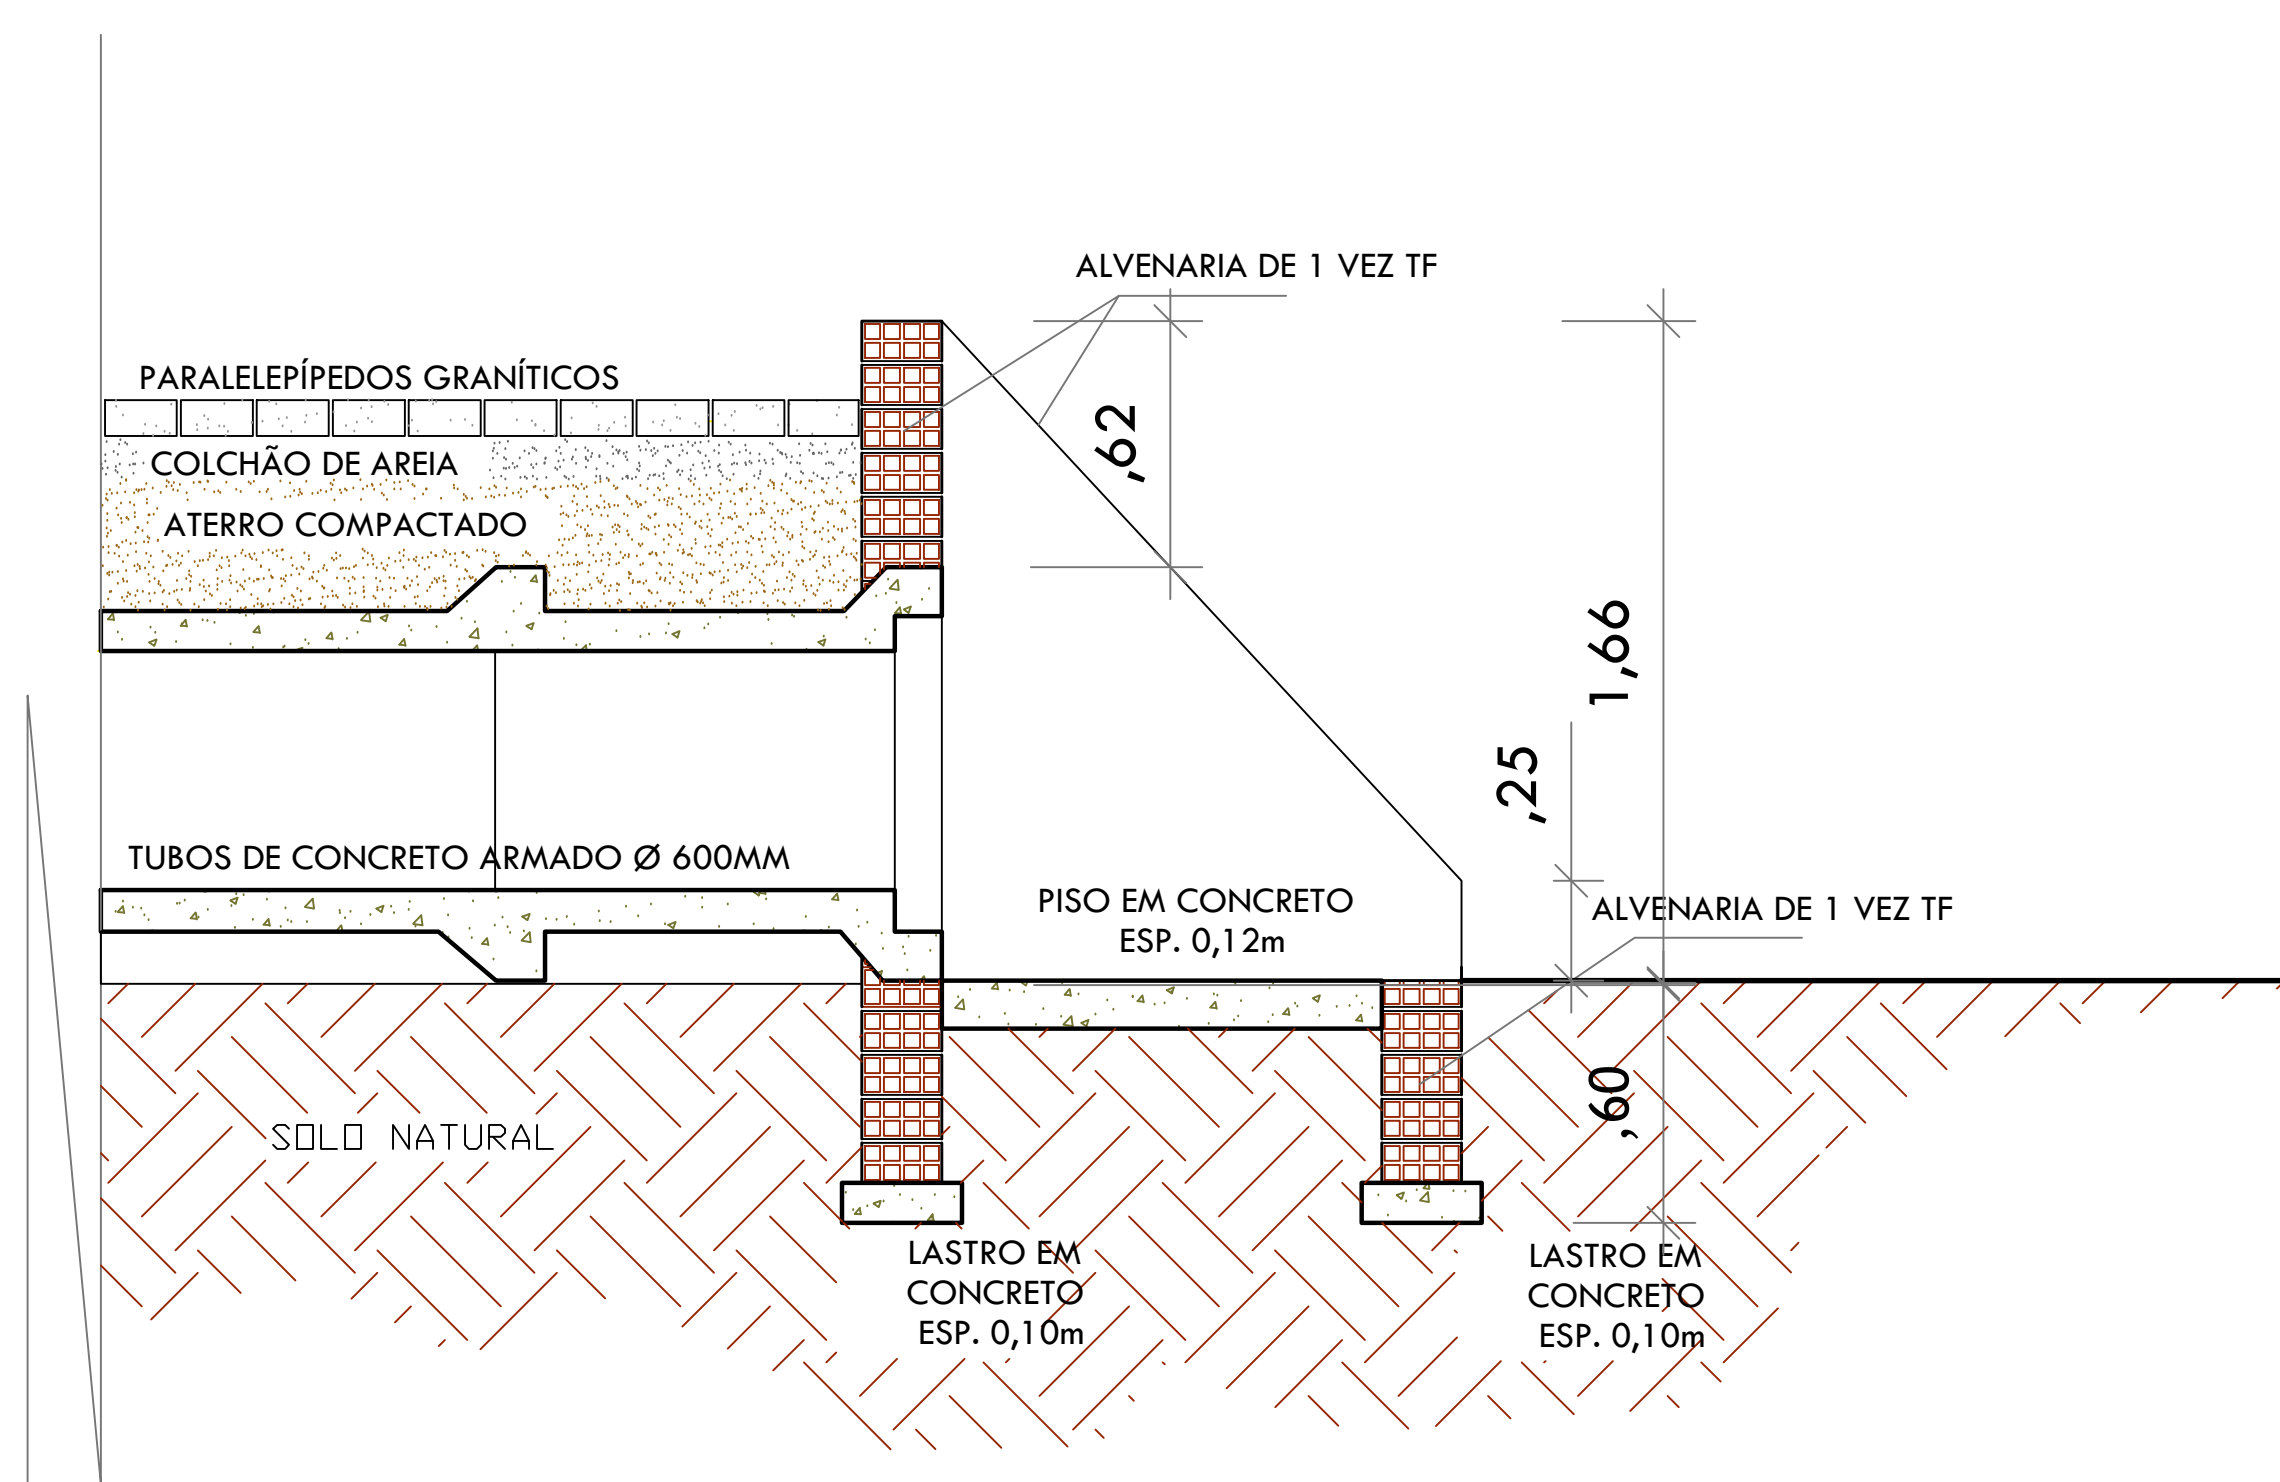 ALVENARIA DE 1 VEZ TF
PARALELEPÍPEDOS GRANÍTICOS
COLCHÃO DE AREIA
ATERRO COMPACTADO
,62
1,66
,25
TUBOS DE CONCRETO ARMADO Ø 600MM
PISO EM CONCRETO
ESP. 0,12m
ALVENARIA DE 1 VEZ TF
,60
SOLO NATURAL
LASTRO EM
CONCRETO
ESP. 0,10m
LASTRO EM
CONCRETO
ESP. 0,10m